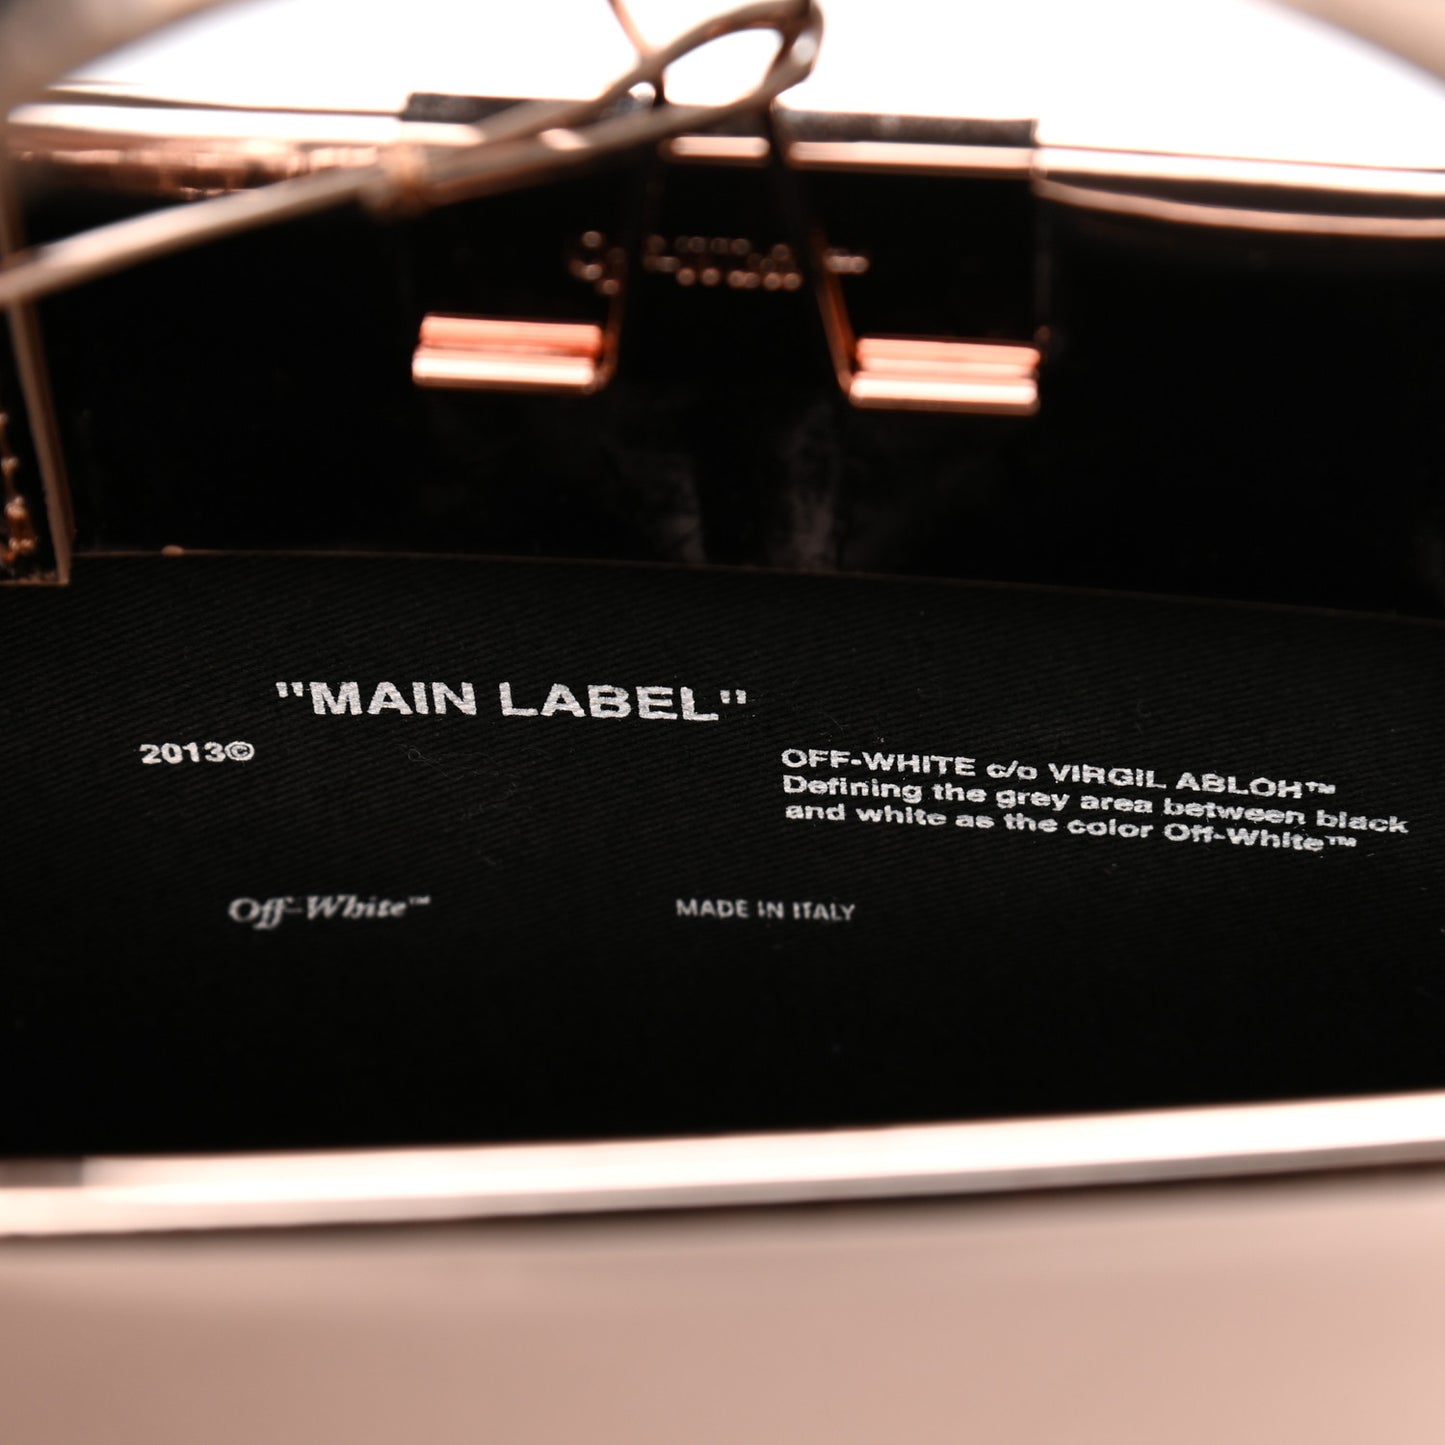 "MAIN LABEL"
2013©
OFF-WHITE c/o VIRGIL ABLOH™
Defining the grey area between black
and white as the color Off-White™
Off-White™
MADE IN ITALY